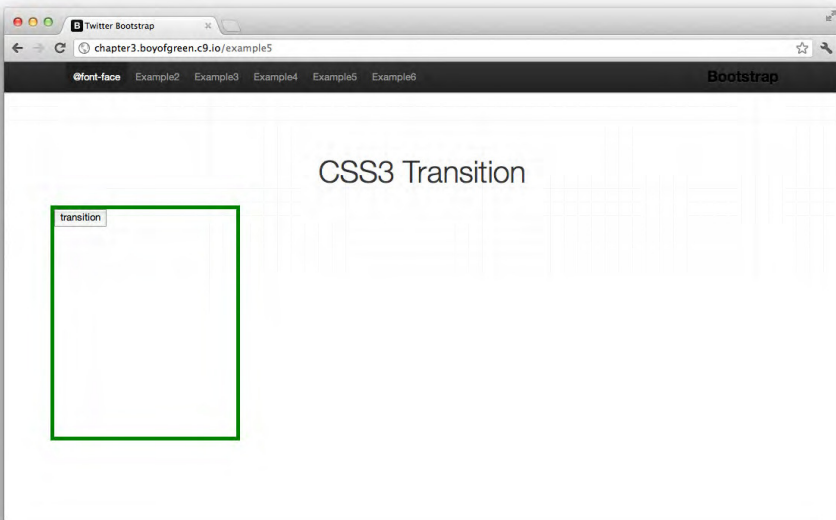 Twitter Bootstrap
chapter3.boyofgreen.c9.io/example5
@font-face Example2 Example3 Example4 Example5 Example6 Bootstrap
CSS3 Transition
transition